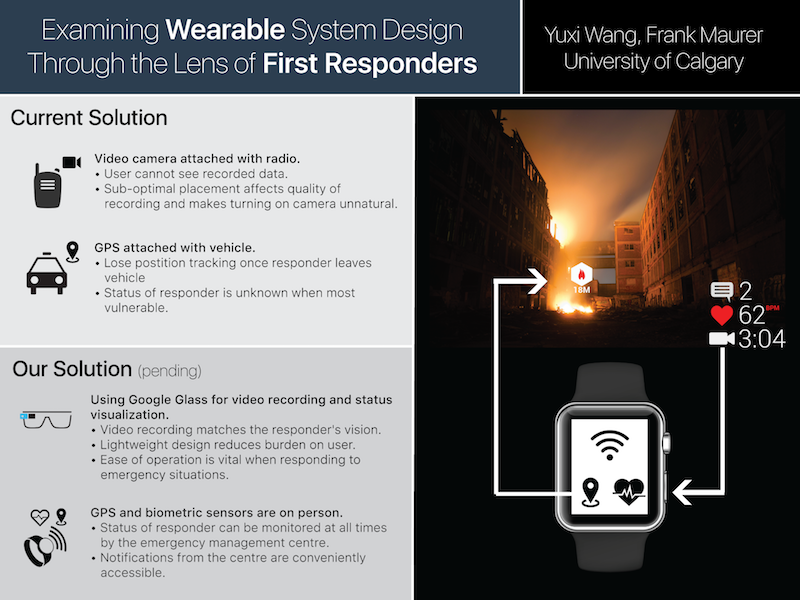 Examining Wearable System Design
Through the Lens of First Responders
Yuxi Wang, Frank Maurer
University of Calgary
Current Solution
Video camera attached with radio.
• User cannot see recorded data.
• Sub-optimal placement affects quality of
recording and makes turning on camera unnatural.
GPS attached with vehicle.
• Lose postition tracking once responder leaves
vehicle
• Status of responder is unknown when most
vulnerable.
Our Solution (pending)
Using Google Glass for video recording and status
visualization.
• Video recording matches the responder's vision.
• Lightweight design reduces burden on user.
• Ease of operation is vital when responding to
emergency situations.
GPS and biometric sensors are on person.
• Status of responder can be monitored at all times
by the emergency management centre.
• Notifications from the centre are conveniently
accessible.
18M
2
62 BPM
3:04